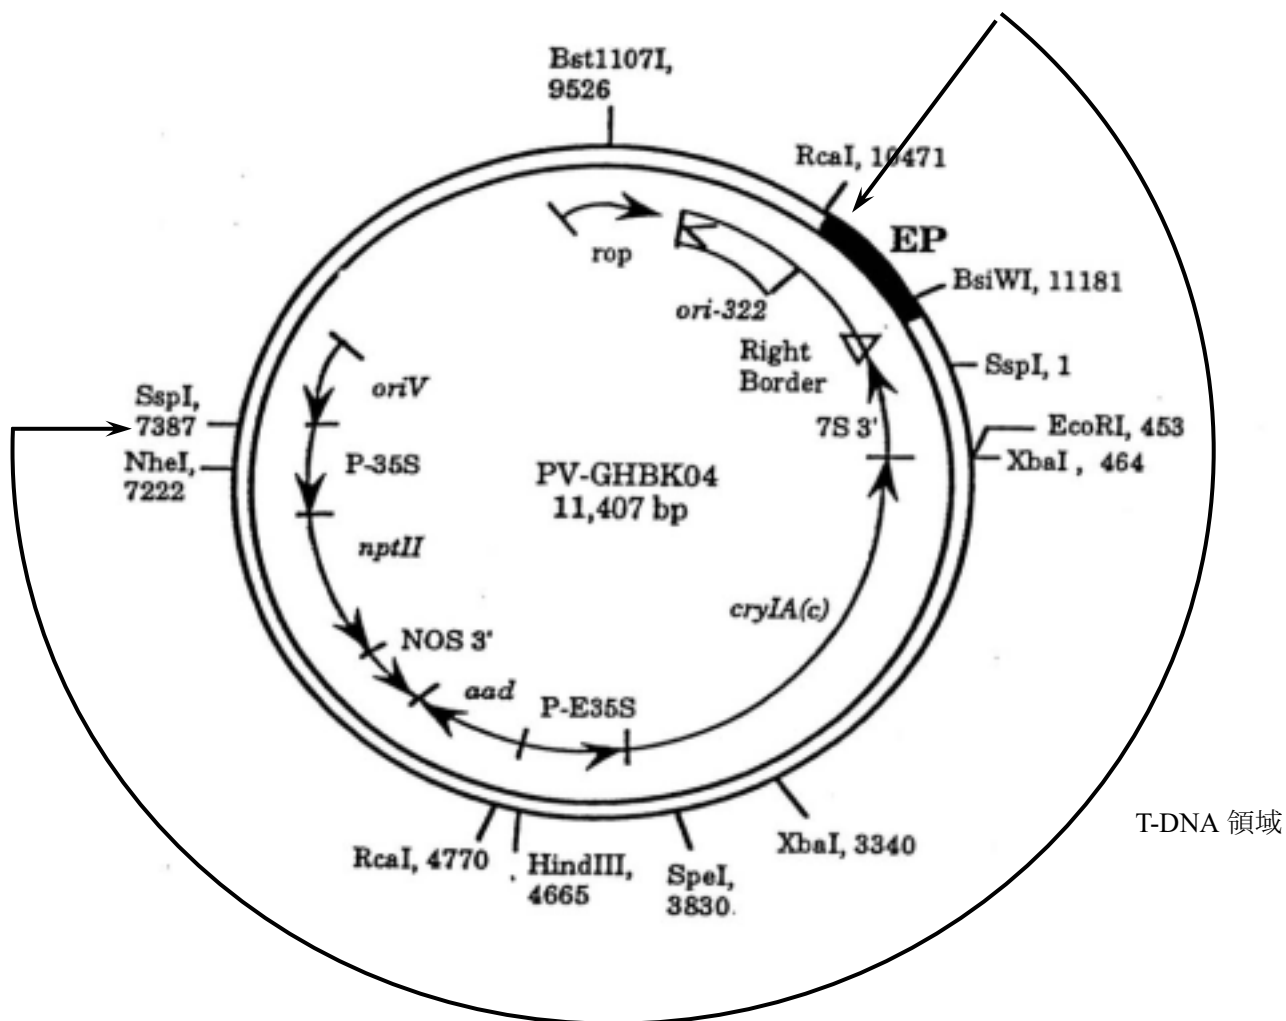 Bst1107I,
9526
RcaI, 10471
EP
BsiWI, 11181
rop
ori-322
Right
Border
SspI, 1
oriV
SspI,
7387
7S 3'
EcoRI, 453
NheI,
7222
P-35S
XbaI , 464
PV-GHBK04
11,407 bp
nptII
cryIA(c)
NOS 3'
aad
P-E35S
T-DNA 領域
XbaI, 3340
RcaI, 4770
HindIII,
4665
SpeI,
3830